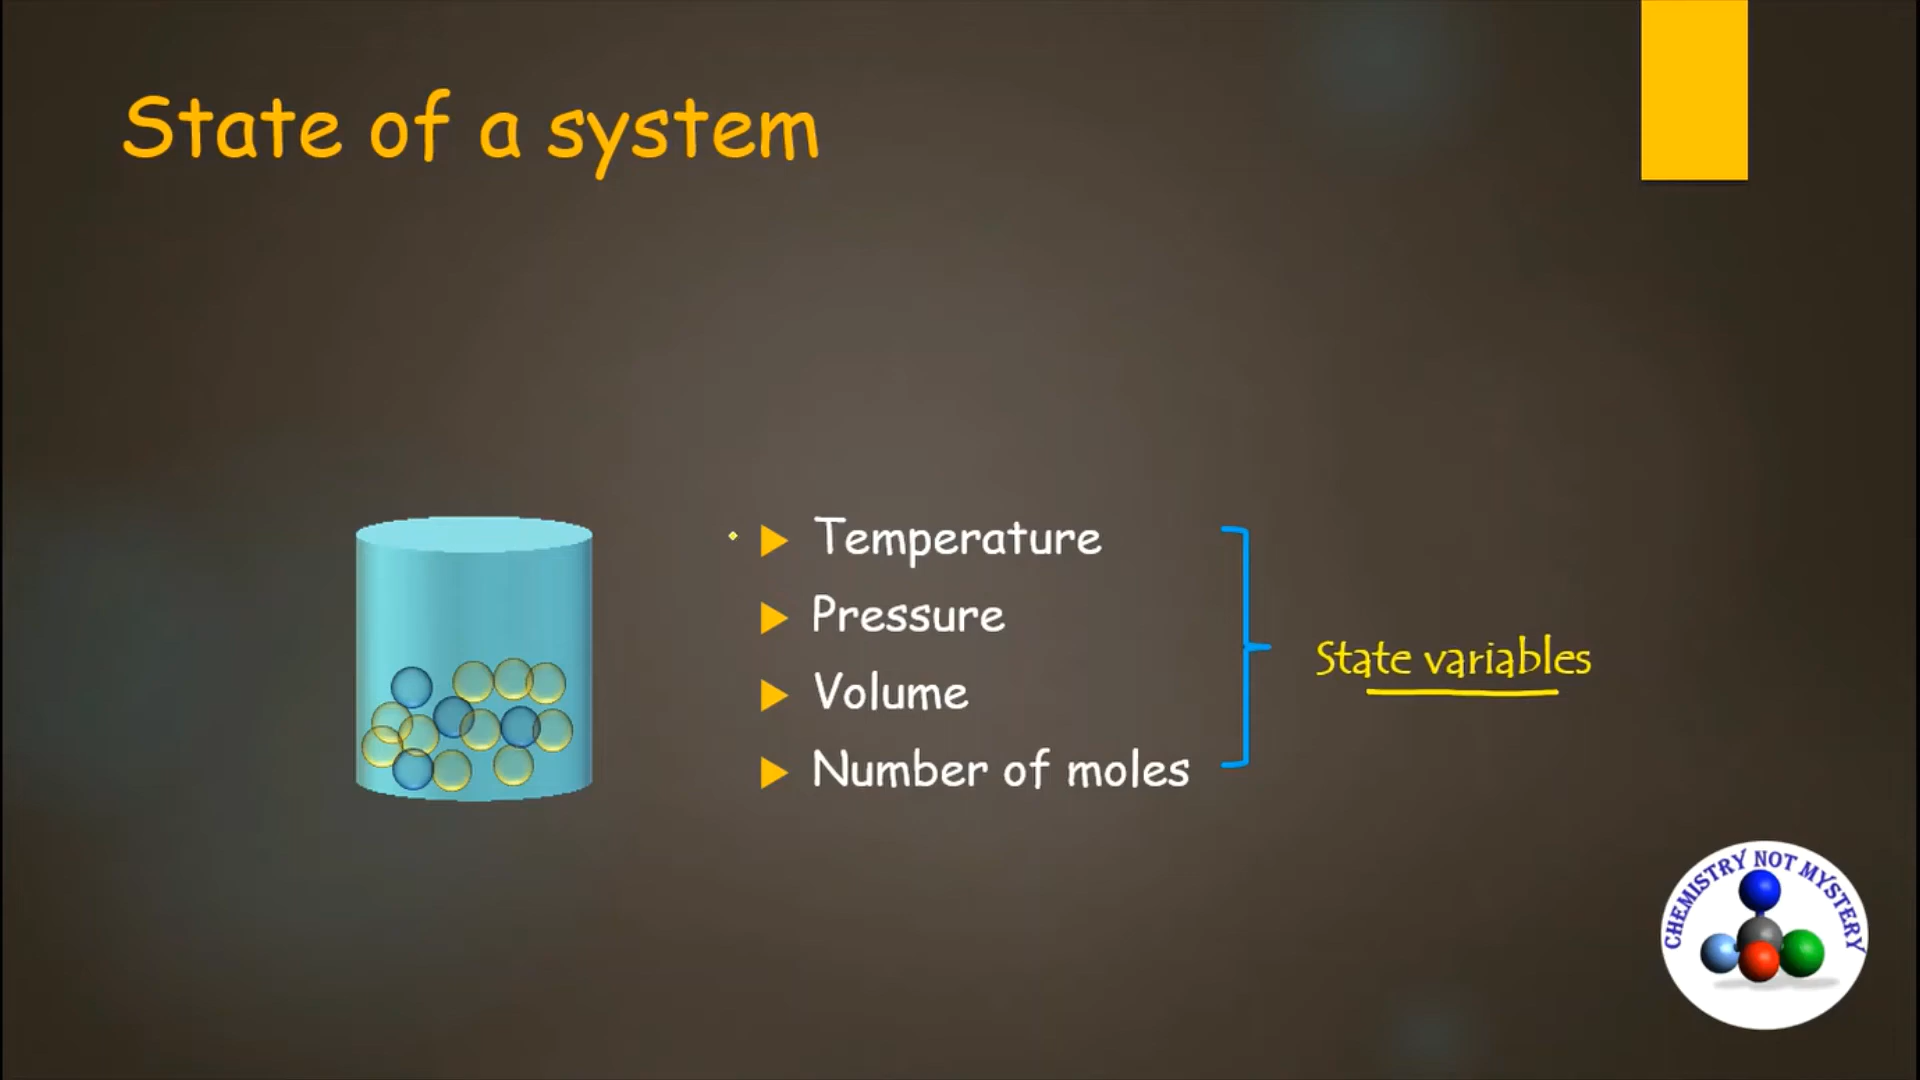 State of a system
Temperature
Pressure
Volume
Number of moles
State variables
CHEMISTRY NOT MYSTERY